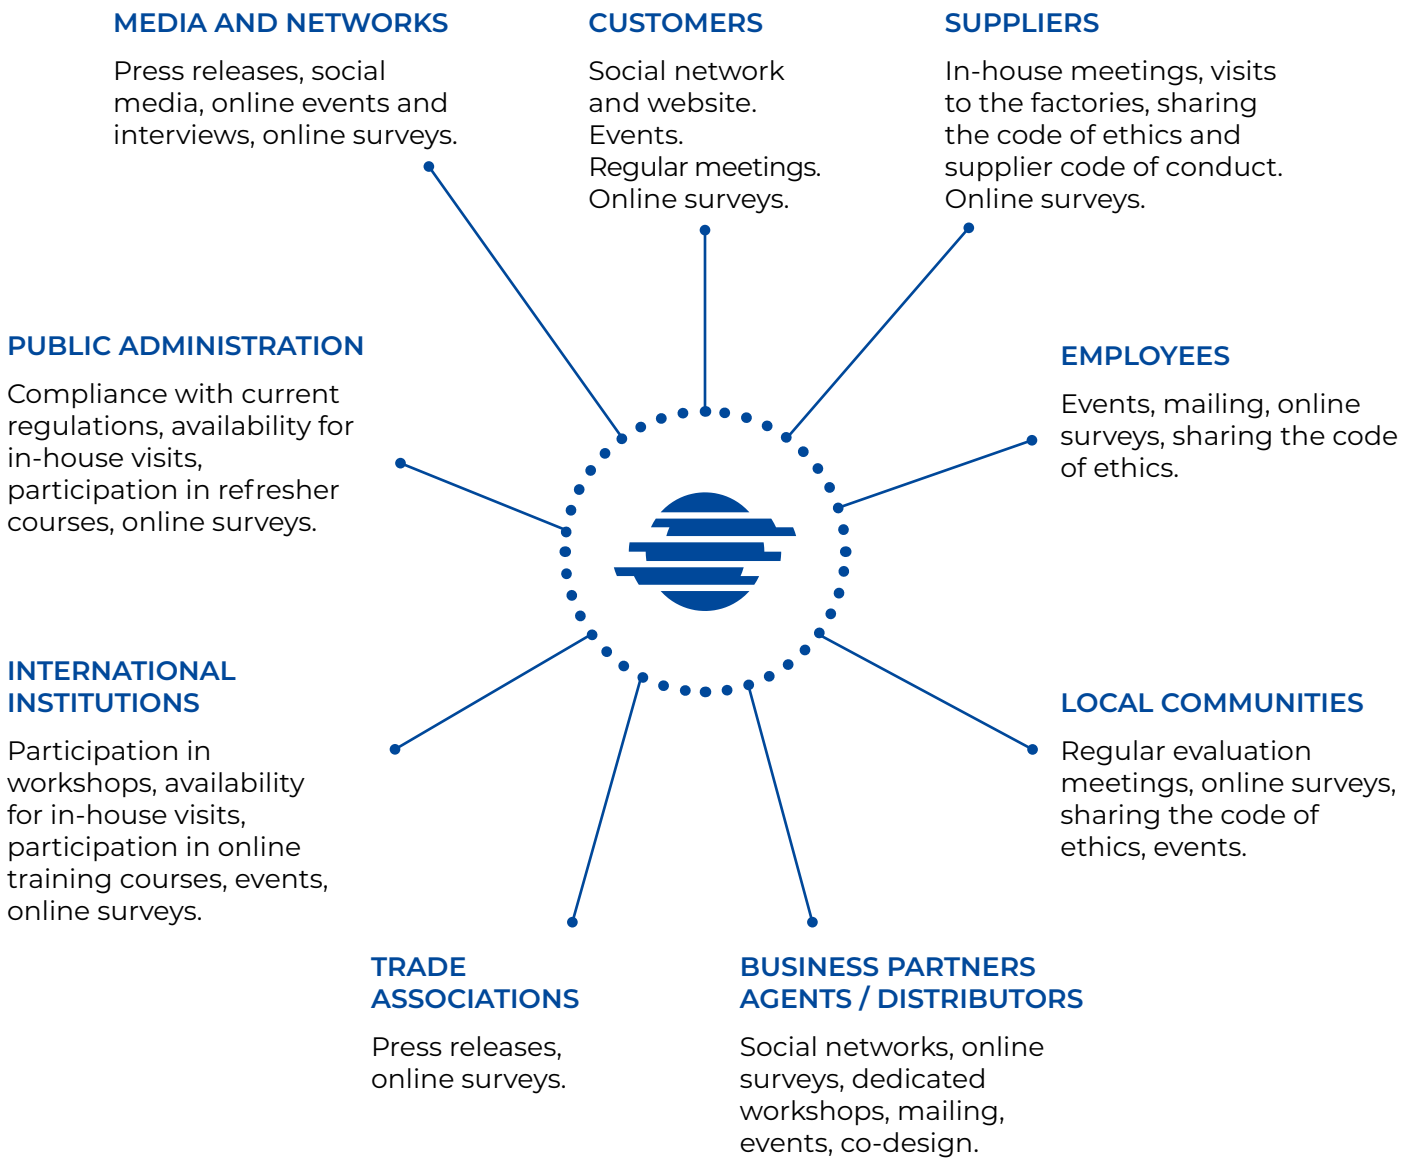 MEDIA AND NETWORKS
Press releases, social
media, online events and
interviews, online surveys.
CUSTOMERS
Social network
and website.
Events.
Regular meetings.
Online surveys.
SUPPLIERS
In-house meetings, visits
to the factories, sharing
the code of ethics and
supplier code of conduct.
Online surveys.
PUBLIC ADMINISTRATION
Compliance with current
regulations, availability for
in-house visits,
participation in refresher
courses, online surveys.
EMPLOYEES
Events, mailing, online
surveys, sharing the code
of ethics.
INTERNATIONAL
INSTITUTIONS
Participation in
workshops, availability
for in-house visits,
participation in online
training courses, events,
online surveys.
LOCAL COMMUNITIES
Regular evaluation
meetings, online surveys,
sharing the code of
ethics, events.
TRADE
ASSOCIATIONS
Press releases,
online surveys.
BUSINESS PARTNERS
AGENTS / DISTRIBUTORS
Social networks, online
surveys, dedicated
workshops, mailing,
events, co-design.